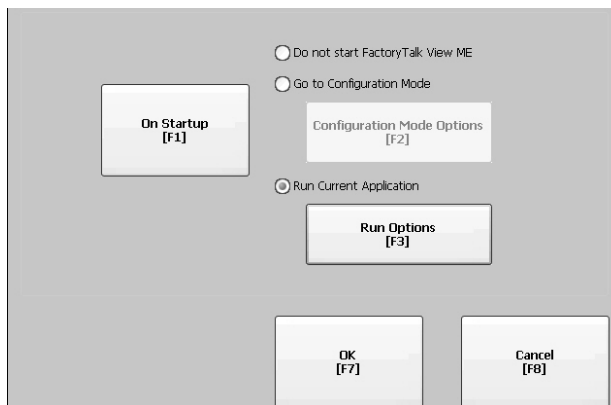 Do not start FactoryTalk View ME
Go to Configuration Mode
On Startup
[F1]
Configuration Mode Options
[F2]
Run Current Application
Run Options
[F3]
OK
[F7]
Cancel
[F8]